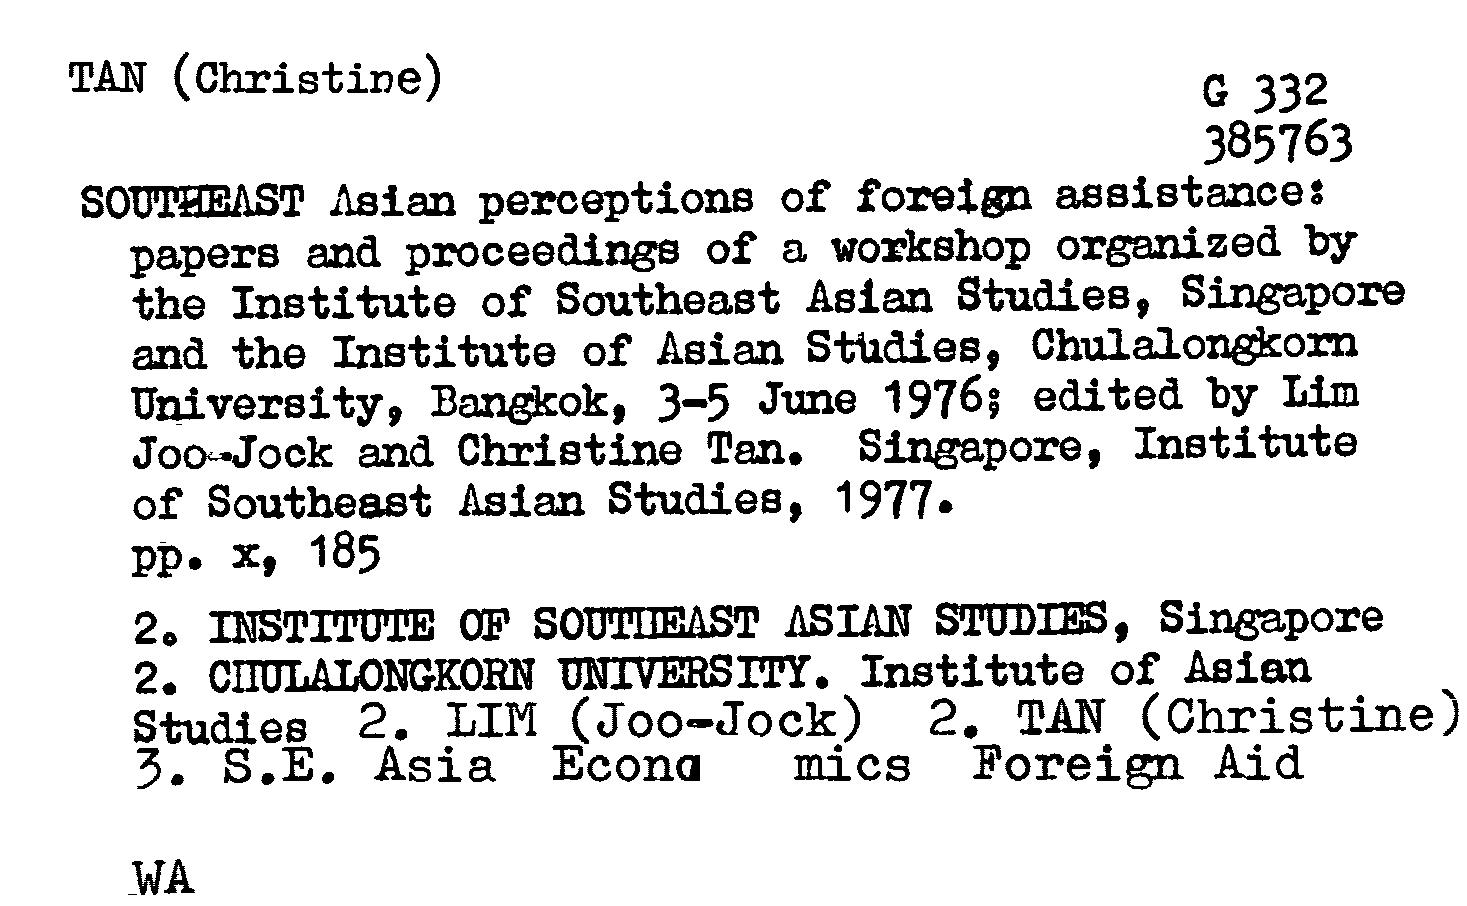 TAN (Christine)
G 332
385763
SOUTHEAST Asian perceptions of foreign assistance:
papers and proceedings of a workshop organized by
the Institute of Southeast Asian Studies, Singapore
and the Institute of Asian Studies, Chulalongkorn
University, Bangkok, 3-5 June 1976; edited by Lim
Joo-Jock and Christine Tan. Singapore, Institute
of Southeast Asian Studies, 1977.
pp. x, 185
2. INSTITUTE OF SOUTHEAST ASIAN STUDIES, Singapore
2. CHULALONGKORN UNIVERSITY. Institute of Asian
Studies 2. LIM (Joo-Jock) 2. TAN (Christine)
3. S.E. Asia Econo mics Foreign Aid
WA